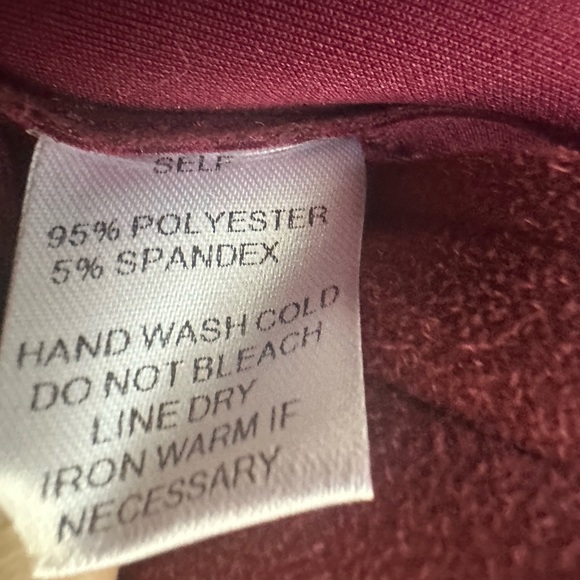 SELF
95% POLYESTER
5% SPANDEX
HAND WASH COLD
DO NOT BLEACH
LINE DRY
IRON WARM IF
NECESSARY